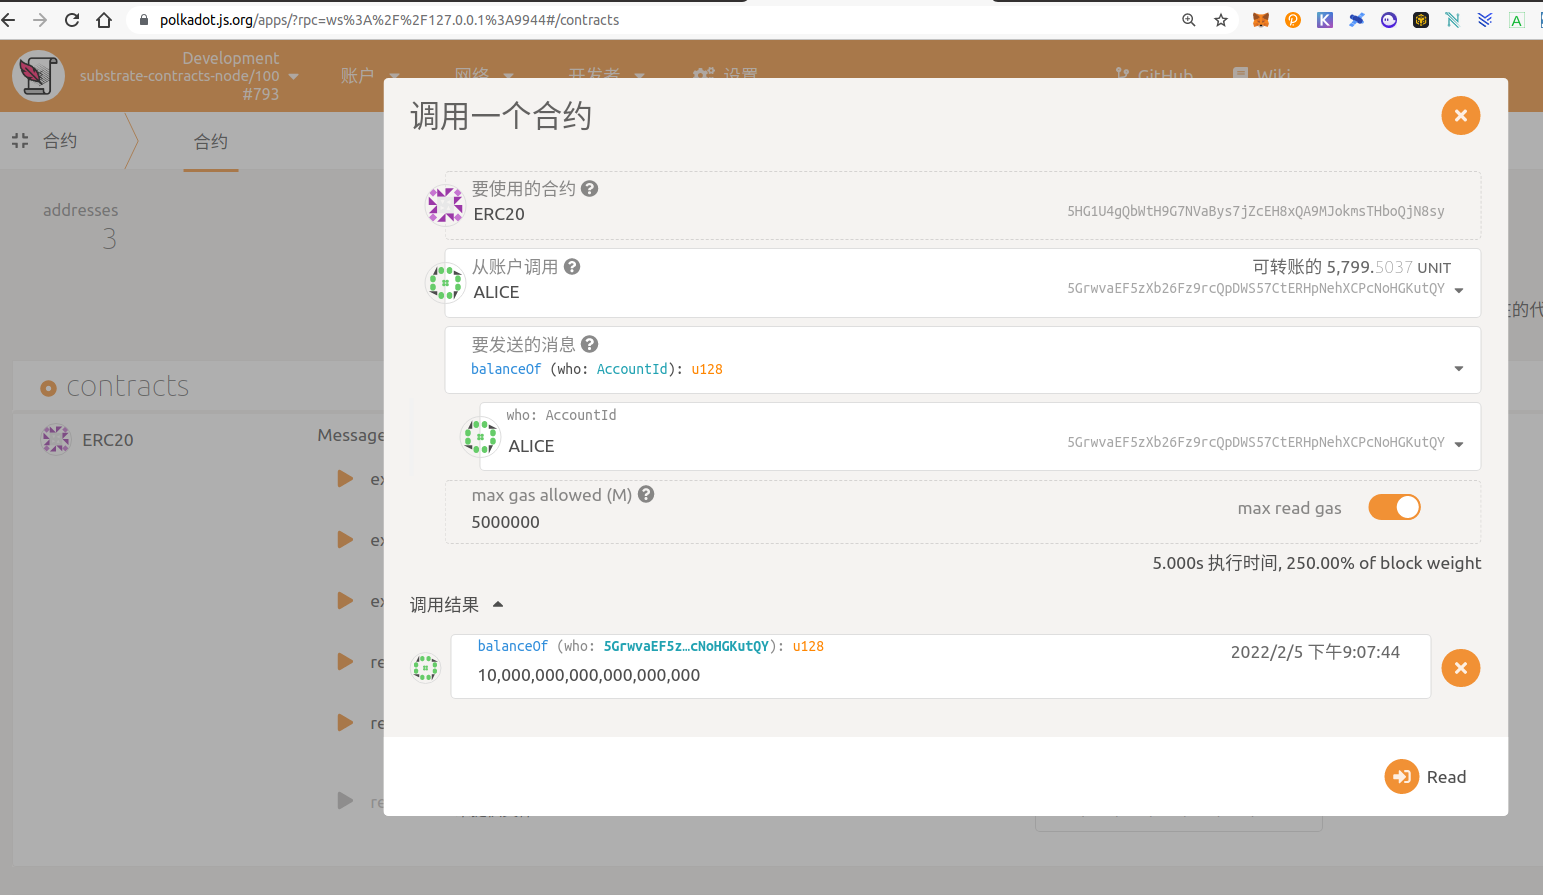 polkadot.js.org/apps/?rpc=ws%3A%2F%2F127.0.0.1%3A9944#/contracts
Development
substrate-contracts-node/100
#793
账户
网络
开发者
设置
GitHub
Wiki
合约
合约
addresses
3
contracts
ERC20
Message
ex
ex
ex
re
re
re
调用一个合约
要使用的合约
ERC20
5HG1U4gQbWtH9G7NVaBys7jZcEH8xQA9MJokmsTHboQjN8sy
从账户调用
可转账的 5,799.5037 UNIT
ALICE
5GrwvaEF5zXb26Fz9rcQpDWS57CtERHpNehXCPcNoHGKutQY
要发送的消息
balanceOf (who: AccountId): u128
who: AccountId
ALICE
5GrwvaEF5zXb26Fz9rcQpDWS57CtERHpNehXCPcNoHGKutQY
max gas allowed (M)
5000000
max read gas
5.000s 执行时间, 250.00% of block weight
调用结果
balanceOf (who: 5GrwvaEF5z…cNoHGKutQY): u128
10,000,000,000,000,000,000
2022/2/5 下午9:07:44
Read
的代